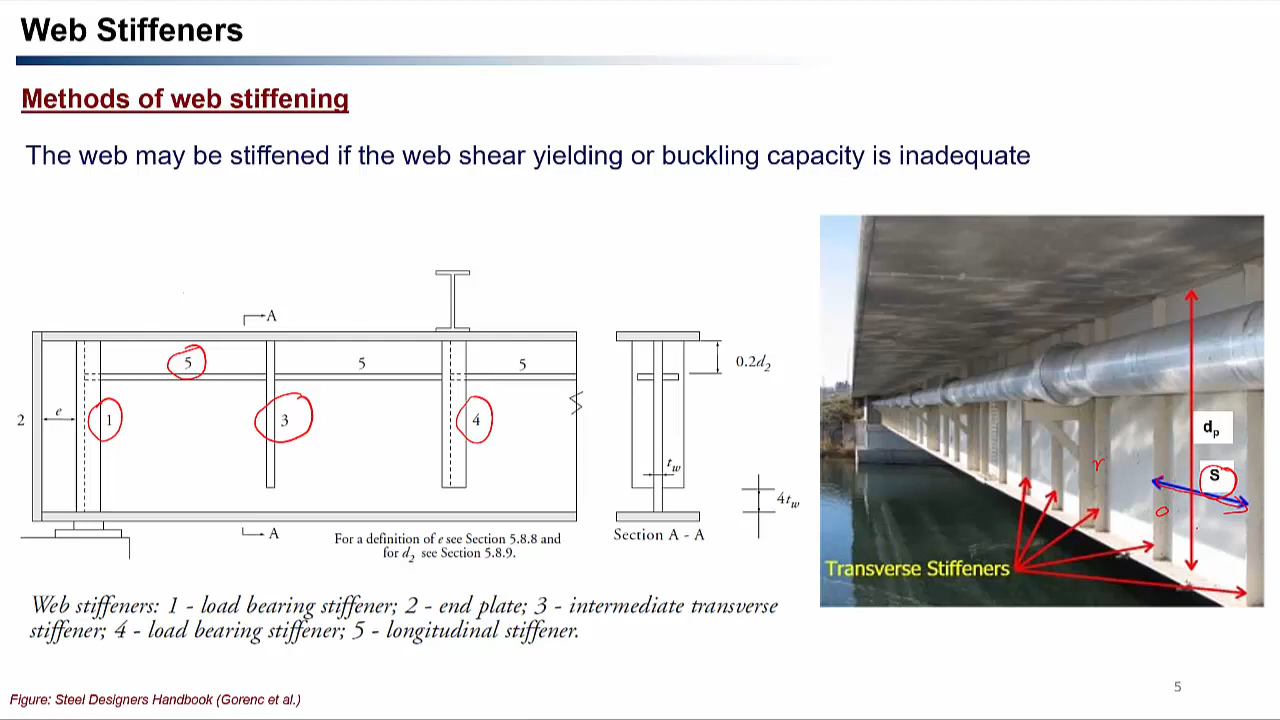 Web Stiffeners
Methods of web stiffening
The web may be stiffened if the web shear yielding or buckling capacity is inadequate
A
5
5
5
2
e
1
3
4
A
For a definition of e see Section 5.8.8 and
for d2 see Section 5.8.9.
0.2d2
tw
4tw
Section A - A
dp
s
r
o
Transverse Stiffeners
Web stiffeners: 1 - load bearing stiffener; 2 - end plate; 3 - intermediate transverse
stiffener; 4 - load bearing stiffener; 5 - longitudinal stiffener.
5
Figure: Steel Designers Handbook (Gorenc et al.)